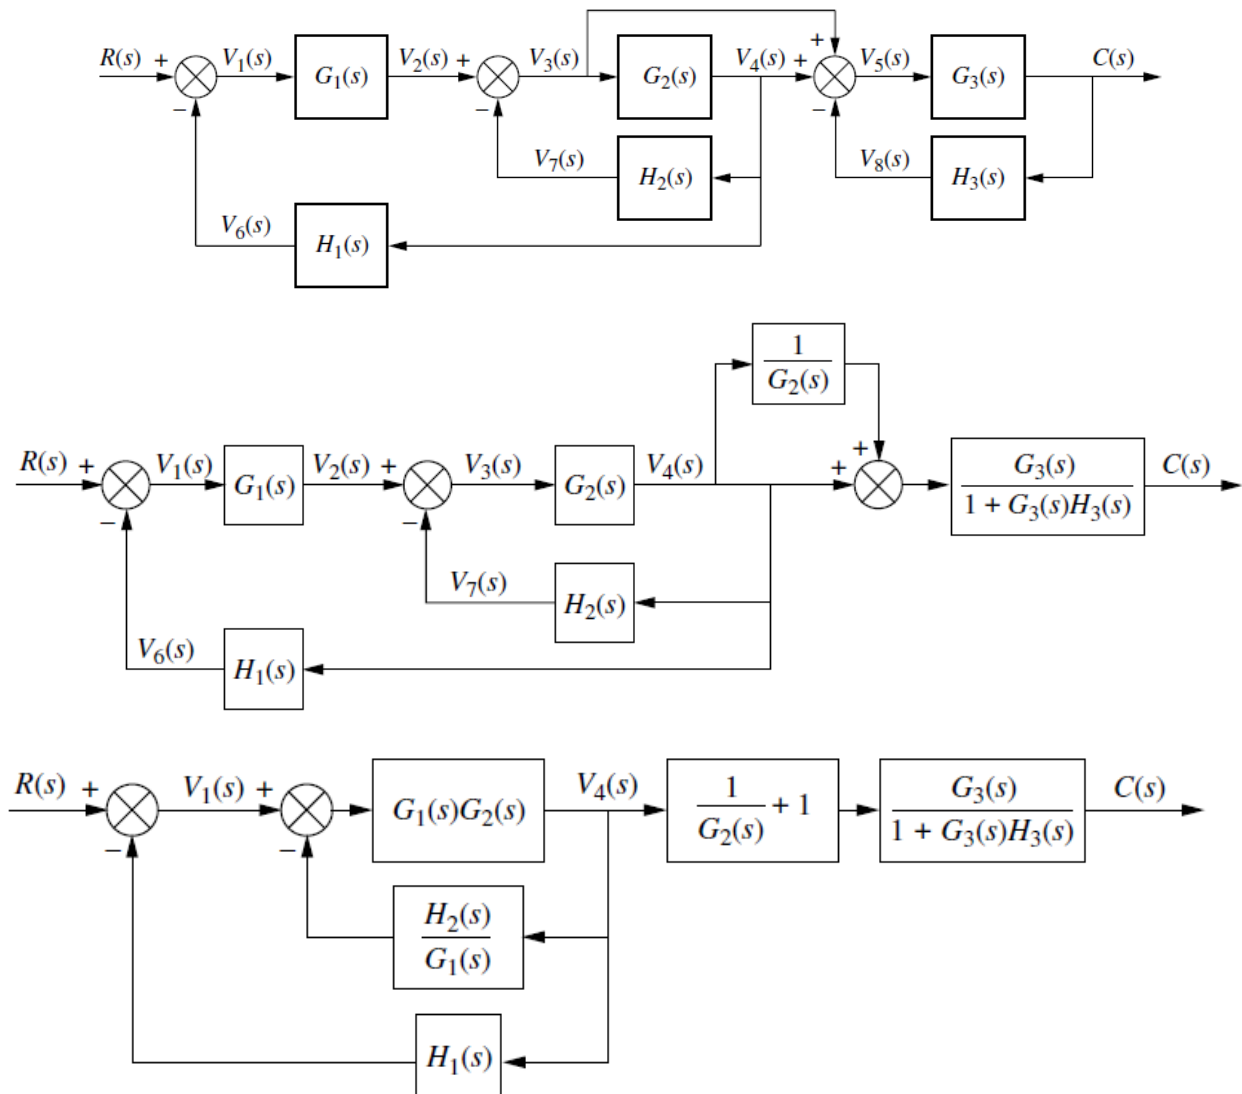 R(s) + V₁(s) G₁(s) V₂(s) + V₃(s) G₂(s) V₄(s) + + V₅(s) G₃(s) C(s)
− − −
V₇(s) H₂(s) V₈(s) H₃(s)
V₆(s) H₁(s)
1/G₂(s)
R(s) + V₁(s) G₁(s) V₂(s) + V₃(s) G₂(s) V₄(s) + + G₃(s)/1 + G₃(s)H₃(s) C(s)
− −
V₇(s) H₂(s)
V₆(s) H₁(s)
R(s) + V₁(s) + G₁(s)G₂(s) V₄(s) 1/G₂(s) + 1 G₃(s)/1 + G₃(s)H₃(s) C(s)
− −
H₂(s)/G₁(s)
H₁(s)